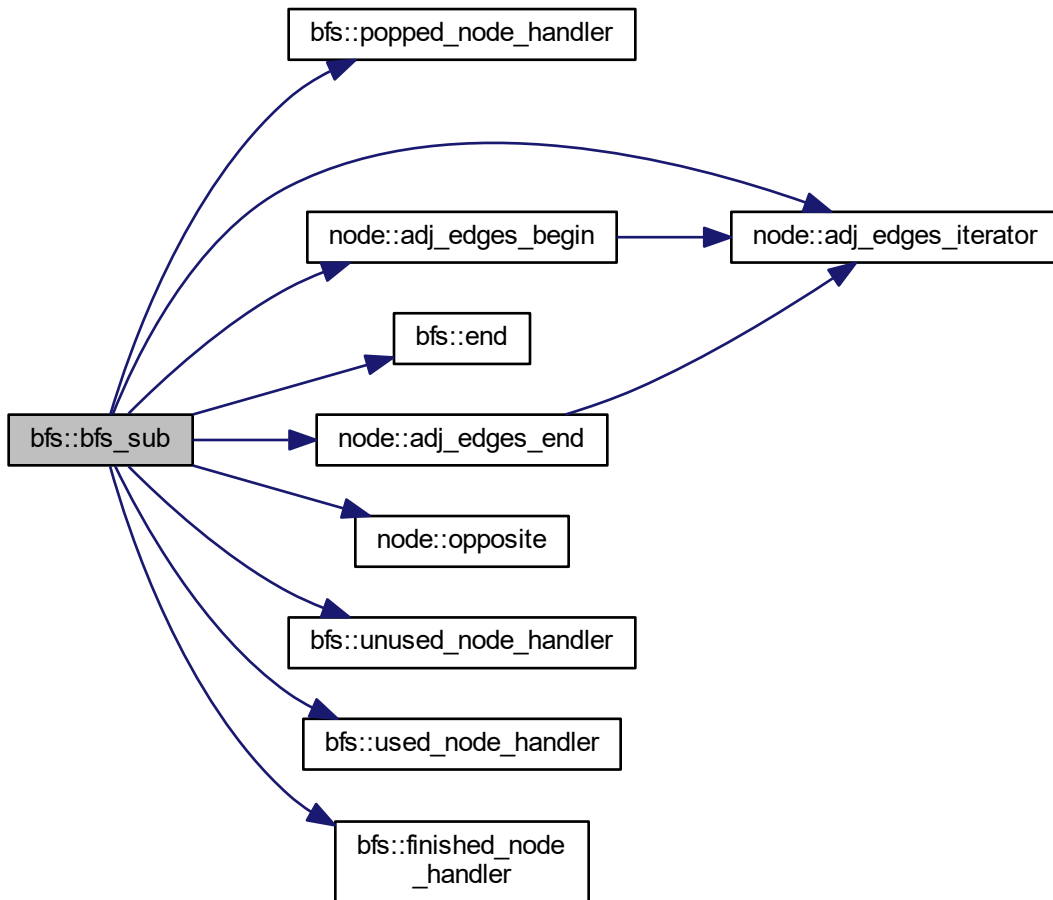 bfs::popped_node_handler
node::adj_edges_begin
node::adj_edges_iterator
bfs::end
bfs::bfs_sub
node::adj_edges_end
node::opposite
bfs::unused_node_handler
bfs::used_node_handler
bfs::finished_node
_handler